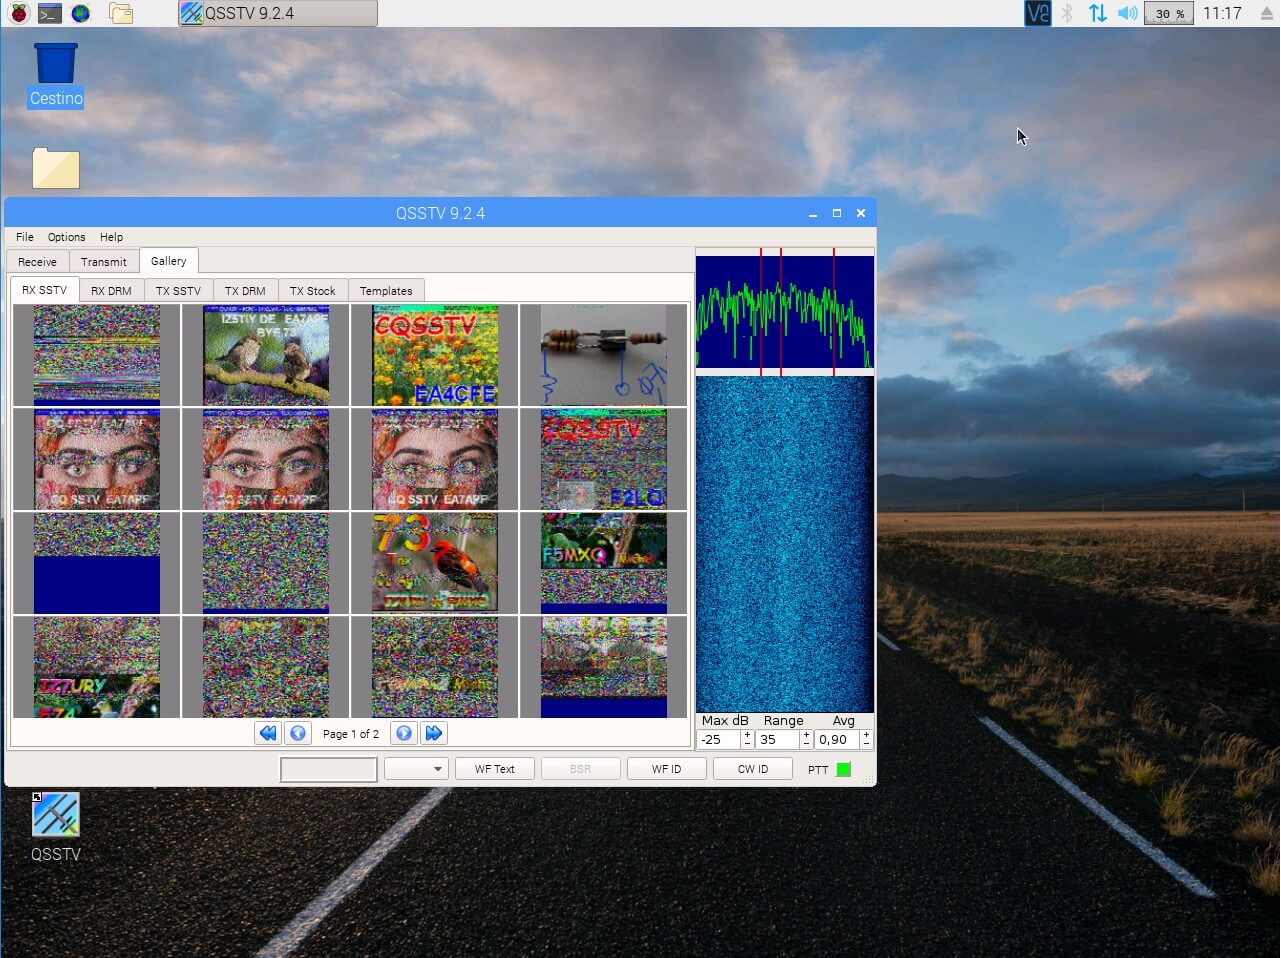 QSSTV 9.2.4
30 %
11:17
Cestino
QSSTV 9.2.4
File Options Help
Receive Transmit Gallery
RX SSTV RX DRM TX SSTV TX DRM TX Stock Templates
IZ5TIY DE EA7APF
BYE 73
CQSSTV
EA4CFE
CQ SSTV EA7APF
CQ SSTV EA7APF
CQ SSTV EA7APF
CQSSTV
F2LQ
73
Tnx
F5MXQ
Michel
Page 1 of 2
Max dB Range Avg
-25 35 0,90
WF Text BSR WF ID CW ID PTT
QSSTV